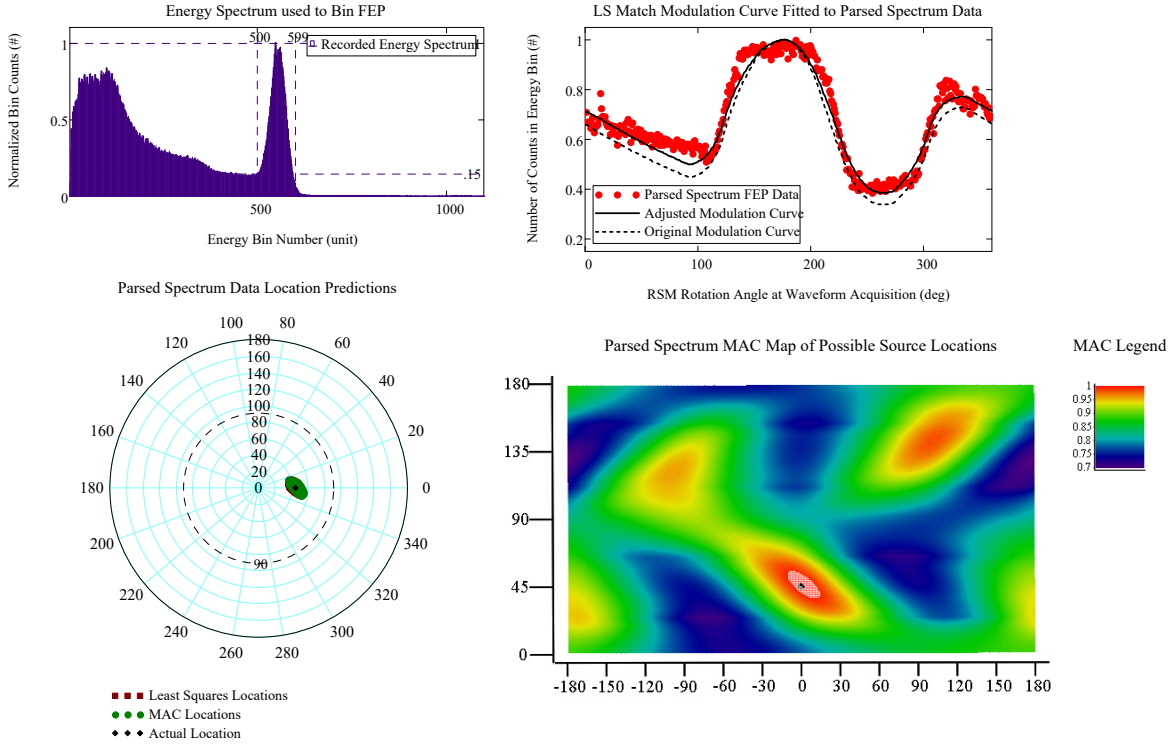 Energy Spectrum used to Bin FEP
Normalized Bin Counts (#)
1
0.5
0
500 599
Recorded Energy Spectrum
1
.15
0 500 1000
Energy Bin Number (unit)
LS Match Modulation Curve Fitted to Parsed Spectrum Data
Number of Counts in Energy Bin (#)
1
0.8
0.6
0.4
0.2
Parsed Spectrum FEP Data
Adjusted Modulation Curve
Original Modulation Curve
0 100 200 300
RSM Rotation Angle at Waveform Acquisition (deg)
Parsed Spectrum Data Location Predictions
100 80
120 60
140 40
160 20
180 0
200 340
220 320
240 300
260 280
180
160
140
120
100
80
60
40
20
0
90
Least Squares Locations
MAC Locations
Actual Location
Parsed Spectrum MAC Map of Possible Source Locations
180
135
90
45
0
-180 -150 -120 -90 -60 -30 0 30 60 90 120 150 180
MAC Legend
1
0.95
0.9
0.85
0.8
0.75
0.7